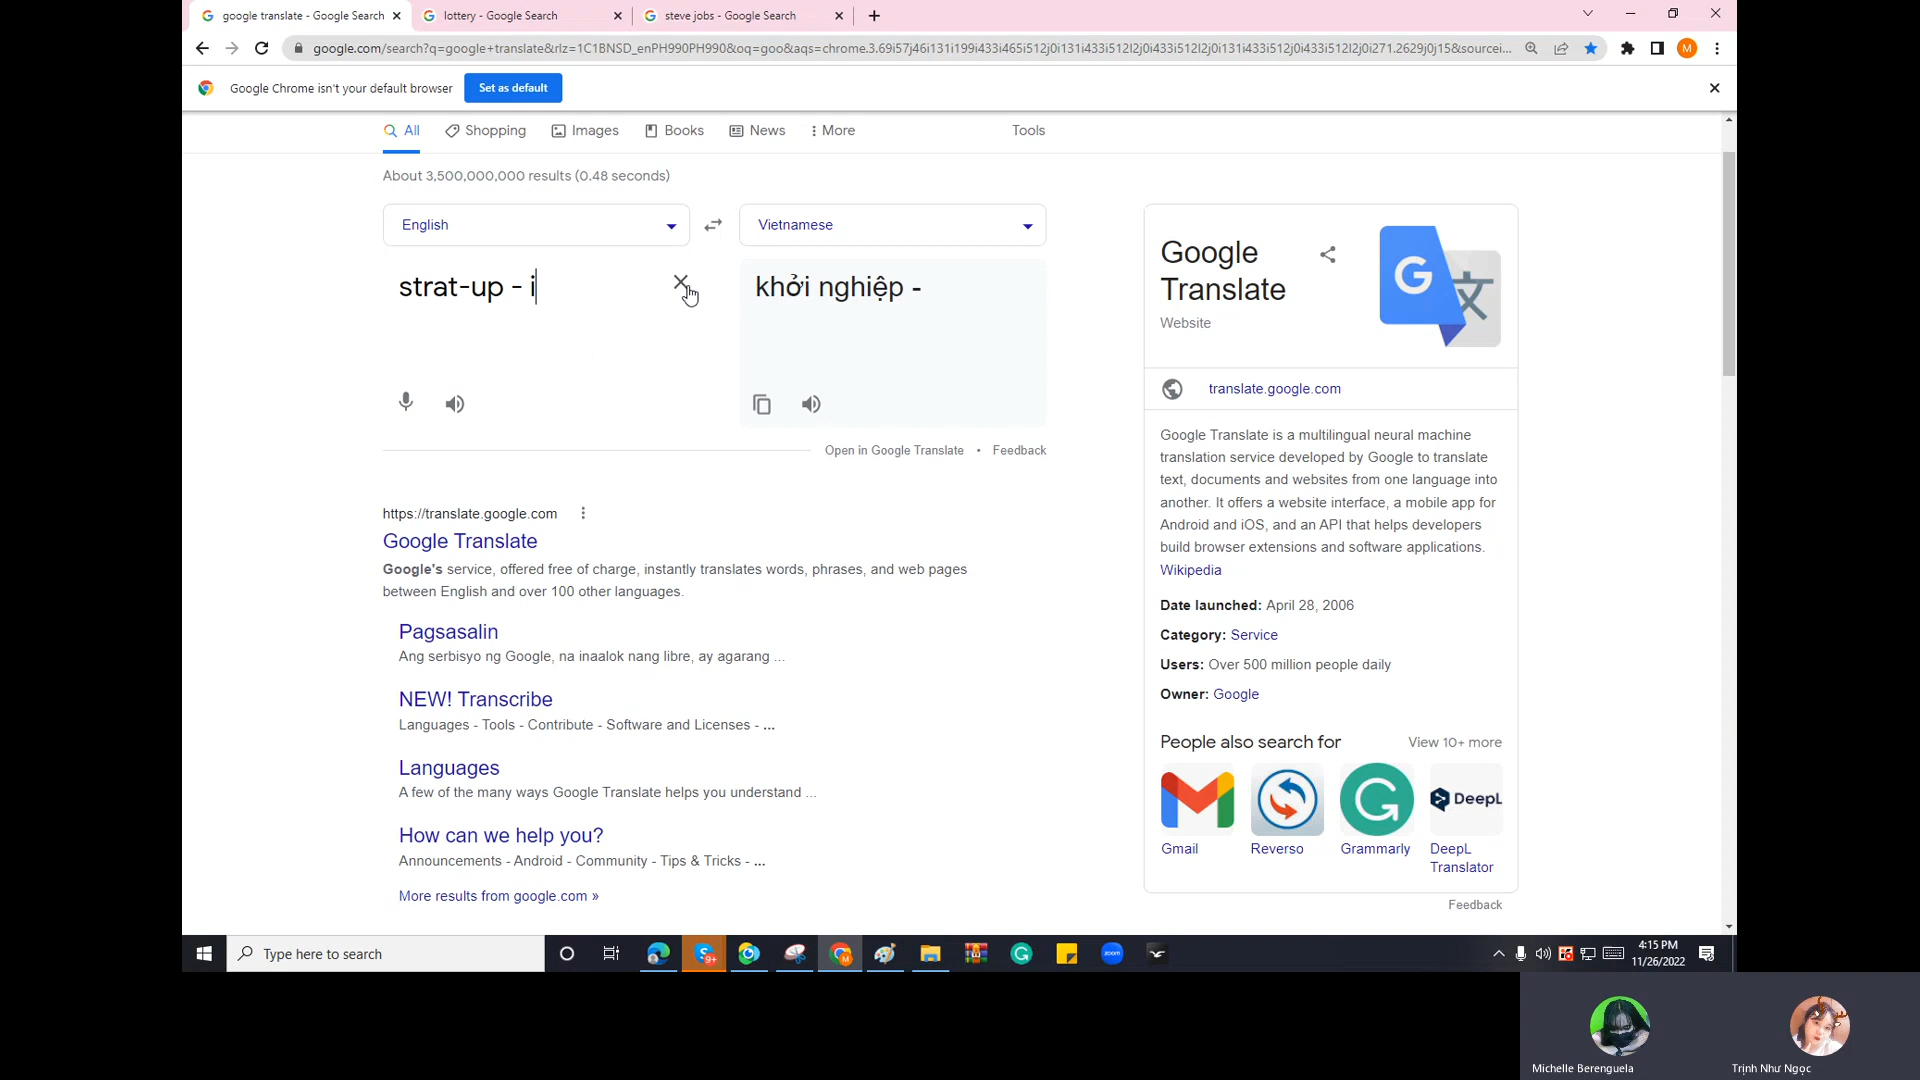 google translate - Google Search
lottery - Google Search
steve jobs - Google Search
google.com/search?q=google+translate&rlz=1C1BNSD_enPH990PH990&oq=goo&aqs=chrome.3.69i57j46i131i199i433i465i512j0i131i433i512l2j0i433i512l2j0i131i433i512j0i433i512l2j0i271.2629j0j15&sourcei...
M
Google Chrome isn't your default browser
Set as default
All
Shopping
Images
Books
News
More
Tools
About 3,500,000,000 results (0.48 seconds)
English
Vietnamese
strat-up - i
khởi nghiệp -
Open in Google Translate • Feedback
https://translate.google.com
Google Translate
Google's service, offered free of charge, instantly translates words, phrases, and web pages
between English and over 100 other languages.
Pagsasalin
Ang serbisyo ng Google, na inaalok nang libre, ay agarang ...
NEW! Transcribe
Languages - Tools - Contribute - Software and Licenses - ...
Languages
A few of the many ways Google Translate helps you understand ...
How can we help you?
Announcements - Android - Community - Tips & Tricks - ...
More results from google.com »
Google
Translate
Website
G
文
translate.google.com
Google Translate is a multilingual neural machine
translation service developed by Google to translate
text, documents and websites from one language into
another. It offers a website interface, a mobile app for
Android and iOS, and an API that helps developers
build browser extensions and software applications.
Wikipedia
Date launched: April 28, 2006
Category: Service
Users: Over 500 million people daily
Owner: Google
People also search for
View 10+ more
DeepL
Gmail
Reverso
Grammarly
DeepL
Translator
Feedback
Type here to search
9+
zoom
4:15 PM
11/26/2022
Michelle Berenguela
Trịnh Như Ngọc